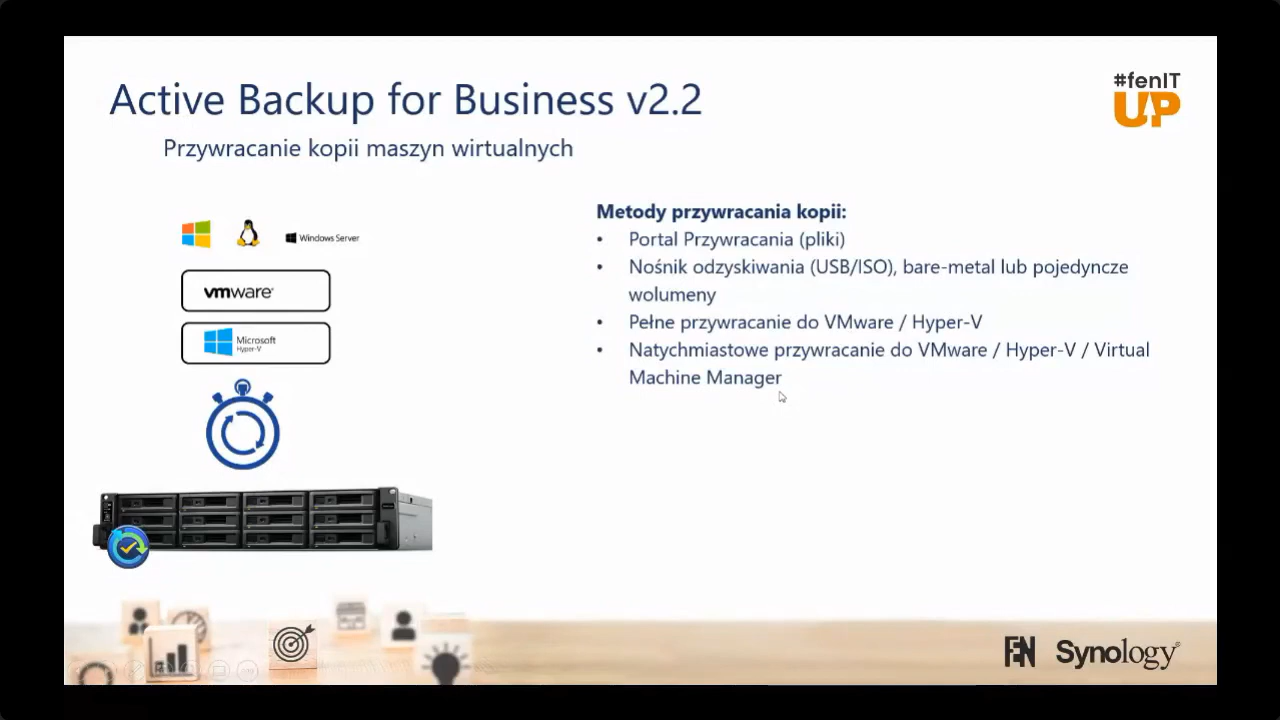 Active Backup for Business v2.2
Przywracanie kopii maszyn wirtualnych
#fenIT
UP
Windows Server
vmware
Microsoft
Hyper-V
Metody przywracania kopii:
• Portal Przywracania (pliki)
• Nośnik odzyskiwania (USB/ISO), bare-metal lub pojedyncze
wolumeny
• Pełne przywracanie do VMware / Hyper-V
• Natychmiastowe przywracanie do VMware / Hyper-V / Virtual
Machine Manager
FEN
Synology